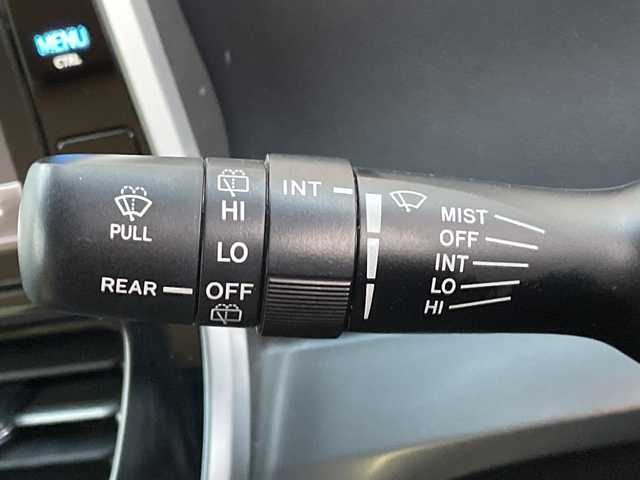 MENU
CTRL
PULL
REAR
HI
LO
OFF
INT
MIST
OFF
INT
LO
HI